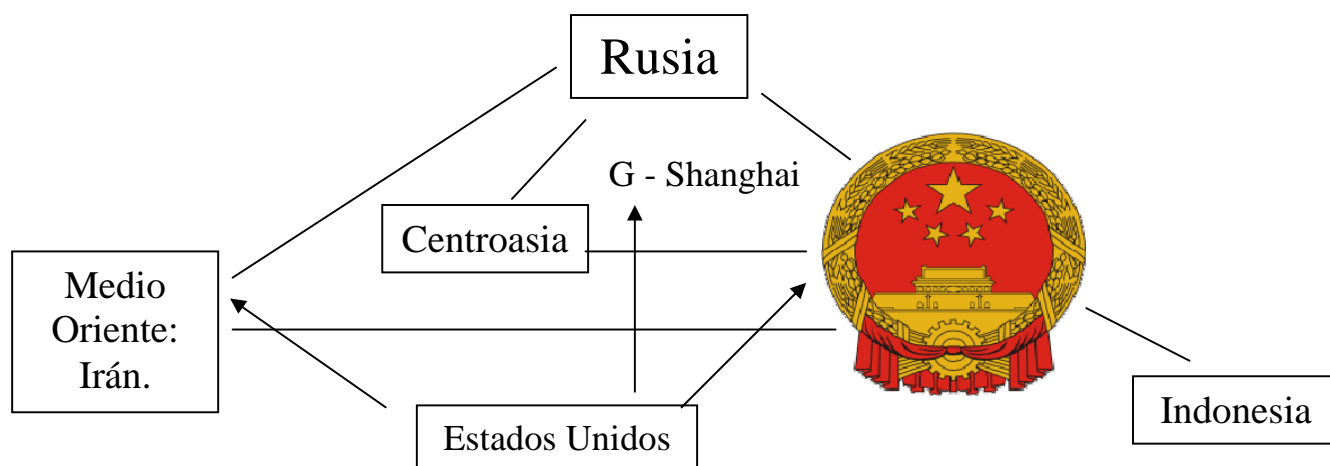 Rusia
G - Shanghai
Centroasia
Medio
Oriente:
Irán.
Indonesia
Estados Unidos